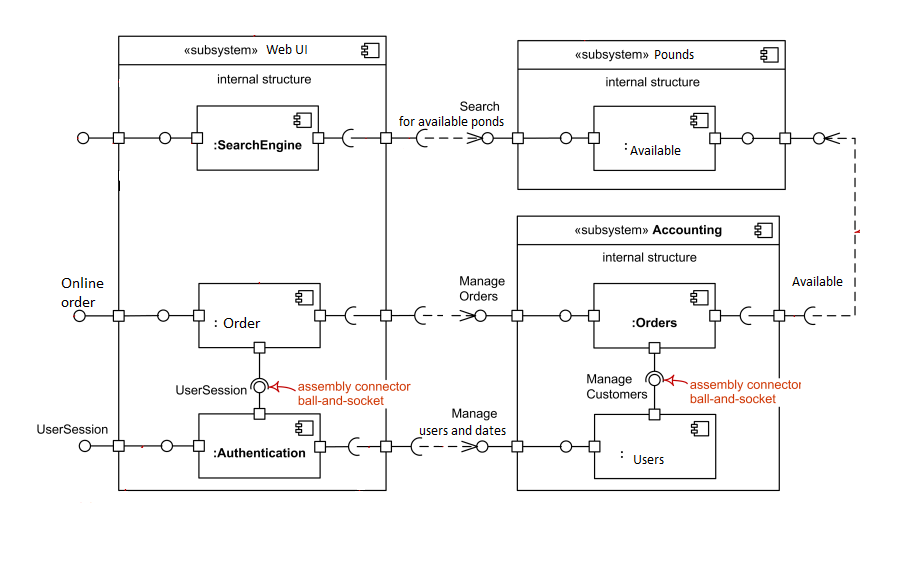 «subsystem» Web UI
internal structure
:SearchEngine
Search
for available ponds
«subsystem» Pounds
internal structure
: Available
«subsystem» Accounting
internal structure
Online
order
: Order
Manage
Orders
:Orders
Available
UserSession
assembly connector
ball-and-socket
Manage
Customers
assembly connector
ball-and-socket
UserSession
:Authentication
Manage
users and dates
: Users